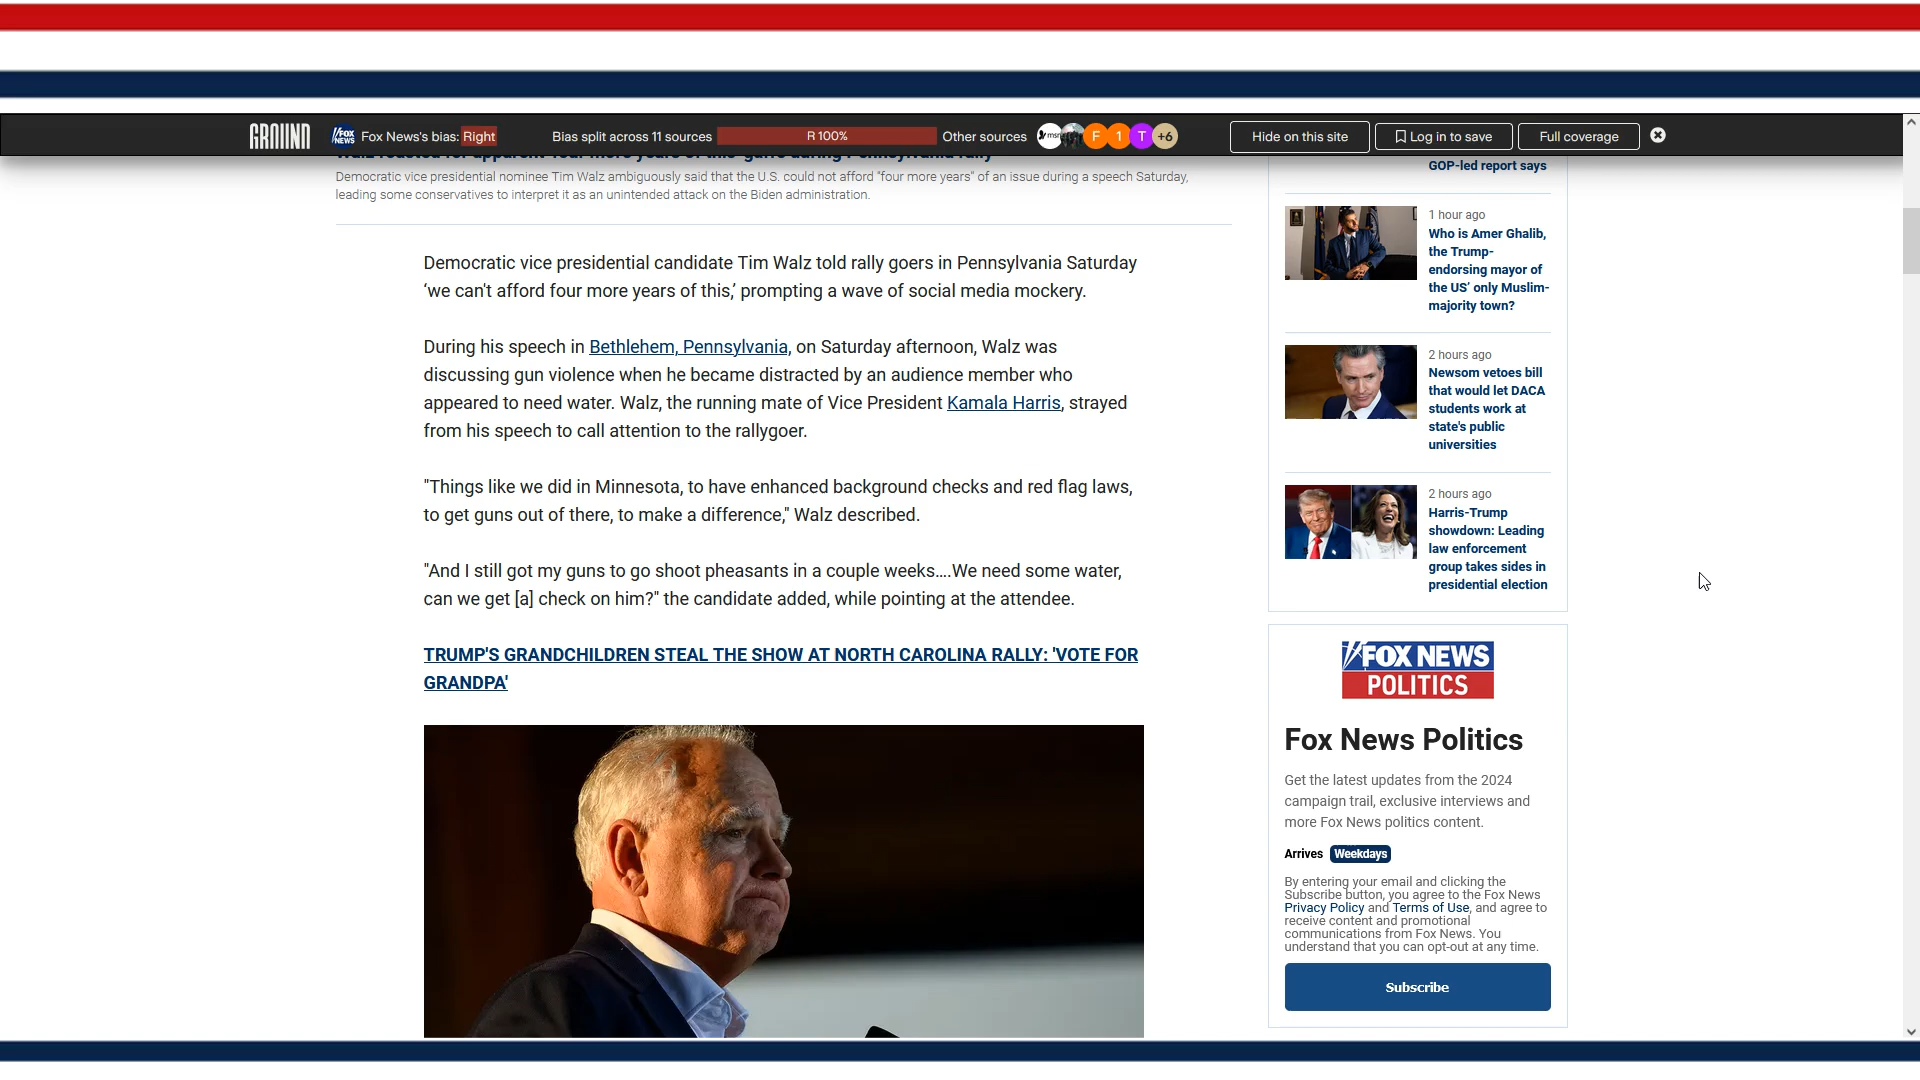 GROUND
FOX NEWS
Fox News's bias: Right
Bias split across 11 sources
R 100%
Other sources
msn
F
1
T
+6
Hide on this site
Log in to save
Full coverage
Democratic vice presidential nominee Tim Walz ambiguously said that the U.S. could not afford "four more years" of an issue during a speech Saturday,
leading some conservatives to interpret it as an unintended attack on the Biden administration.
Democratic vice presidential candidate Tim Walz told rally goers in Pennsylvania Saturday
‘we can't afford four more years of this,’ prompting a wave of social media mockery.
During his speech in Bethlehem, Pennsylvania, on Saturday afternoon, Walz was
discussing gun violence when he became distracted by an audience member who
appeared to need water. Walz, the running mate of Vice President Kamala Harris, strayed
from his speech to call attention to the rallygoer.
"Things like we did in Minnesota, to have enhanced background checks and red flag laws,
to get guns out of there, to make a difference," Walz described.
"And I still got my guns to go shoot pheasants in a couple weeks....We need some water,
can we get [a] check on him?" the candidate added, while pointing at the attendee.
TRUMP'S GRANDCHILDREN STEAL THE SHOW AT NORTH CAROLINA RALLY: 'VOTE FOR
GRANDPA'
GOP-led report says
1 hour ago
Who is Amer Ghalib,
the Trump-
endorsing mayor of
the US’ only Muslim-
majority town?
2 hours ago
Newsom vetoes bill
that would let DACA
students work at
state's public
universities
2 hours ago
Harris-Trump
showdown: Leading
law enforcement
group takes sides in
presidential election
FOX NEWS
POLITICS
Fox News Politics
Get the latest updates from the 2024
campaign trail, exclusive interviews and
more Fox News politics content.
Arrives Weekdays
By entering your email and clicking the
Subscribe button, you agree to the Fox News
Privacy Policy and Terms of Use, and agree to
receive content and promotional
communications from Fox News. You
understand that you can opt-out at any time.
Subscribe